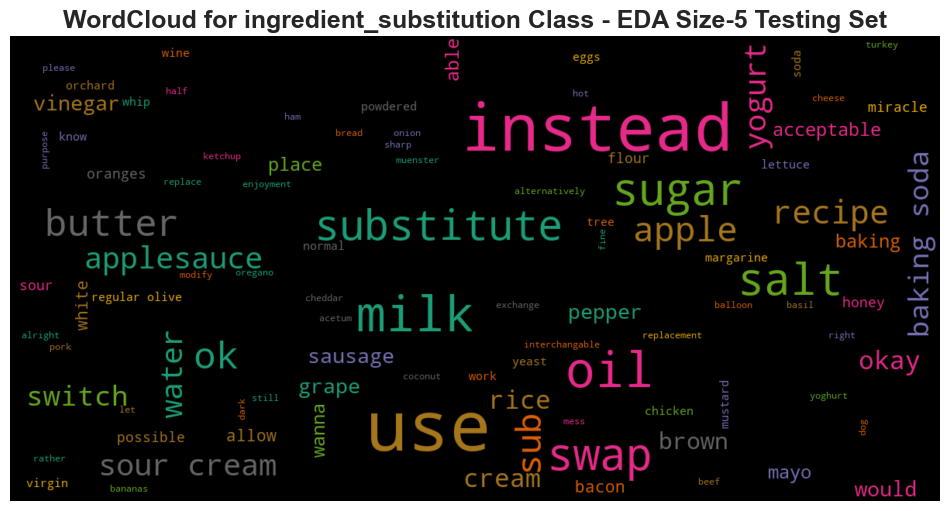 WordCloud for ingredient_substitution Class - EDA Size-5 Testing Set
wine
please
orchard
half
vinegar
whip
able
eggs
turkey
soda
yogurt
hot
cheese
miracle
powdered
ham
instead
acceptable
know
purpose
bread
onion
sharp
oranges
place
ketchup
replace
enjoyment
muenster
flour
lettuce
alternatively
sugar
baking soda
butter
substitute
tree
apple
recipe
normal
fine
baking
applesauce
margarine
modify
oregano
sour
white
regular olive
cheddar
acetum
exchange
milk
salt
pepper
balloon
basil
honey
alright
pork
water
ok
sausage
interchangable
replacement
right
yeast
oil
okay
switch
let
dark
still
grape
coconut
work
rice
wanna
use
mess
sub
chicken
mustard
yoghurt
dog
possible
allow
brown
swap
rather
sour cream
virgin
bananas
cream
bacon
beef
mayo
would